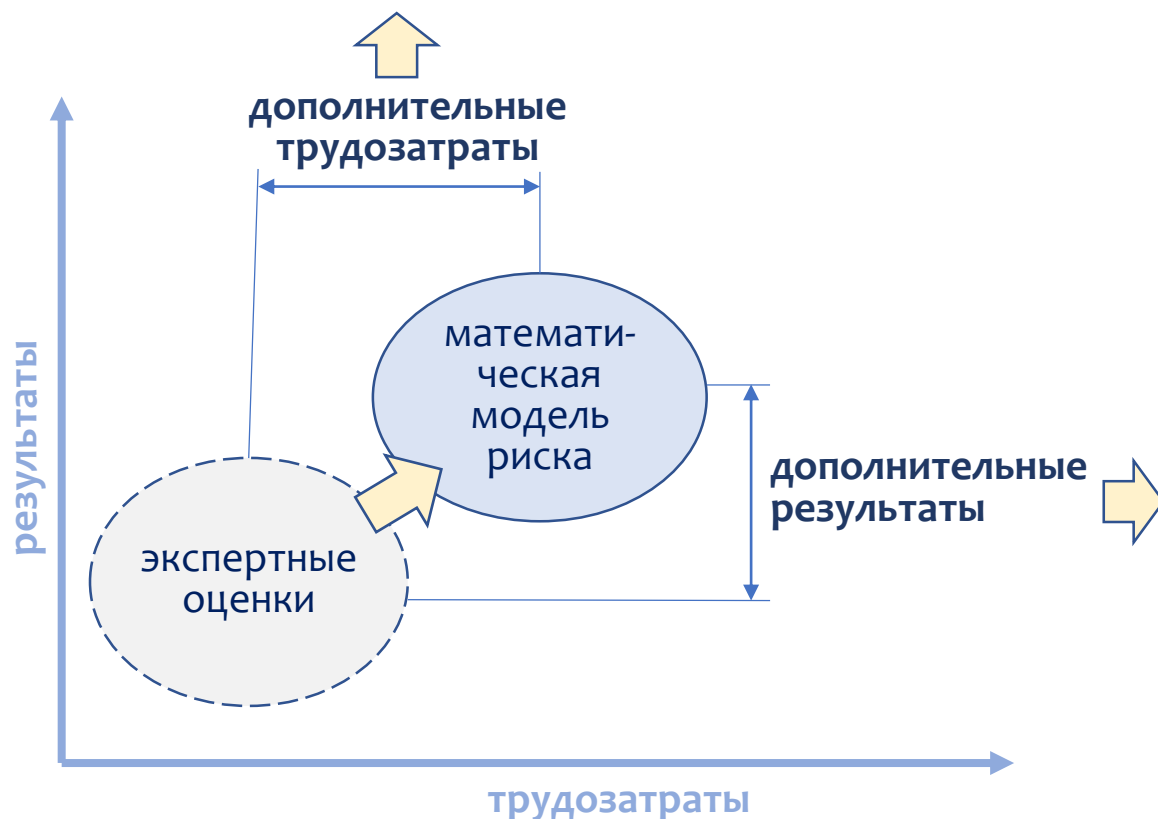 дополнительные
трудозатраты
результаты
математи-
ческая
модель
риска
дополнительные
результаты
экспертные
оценки
трудозатраты